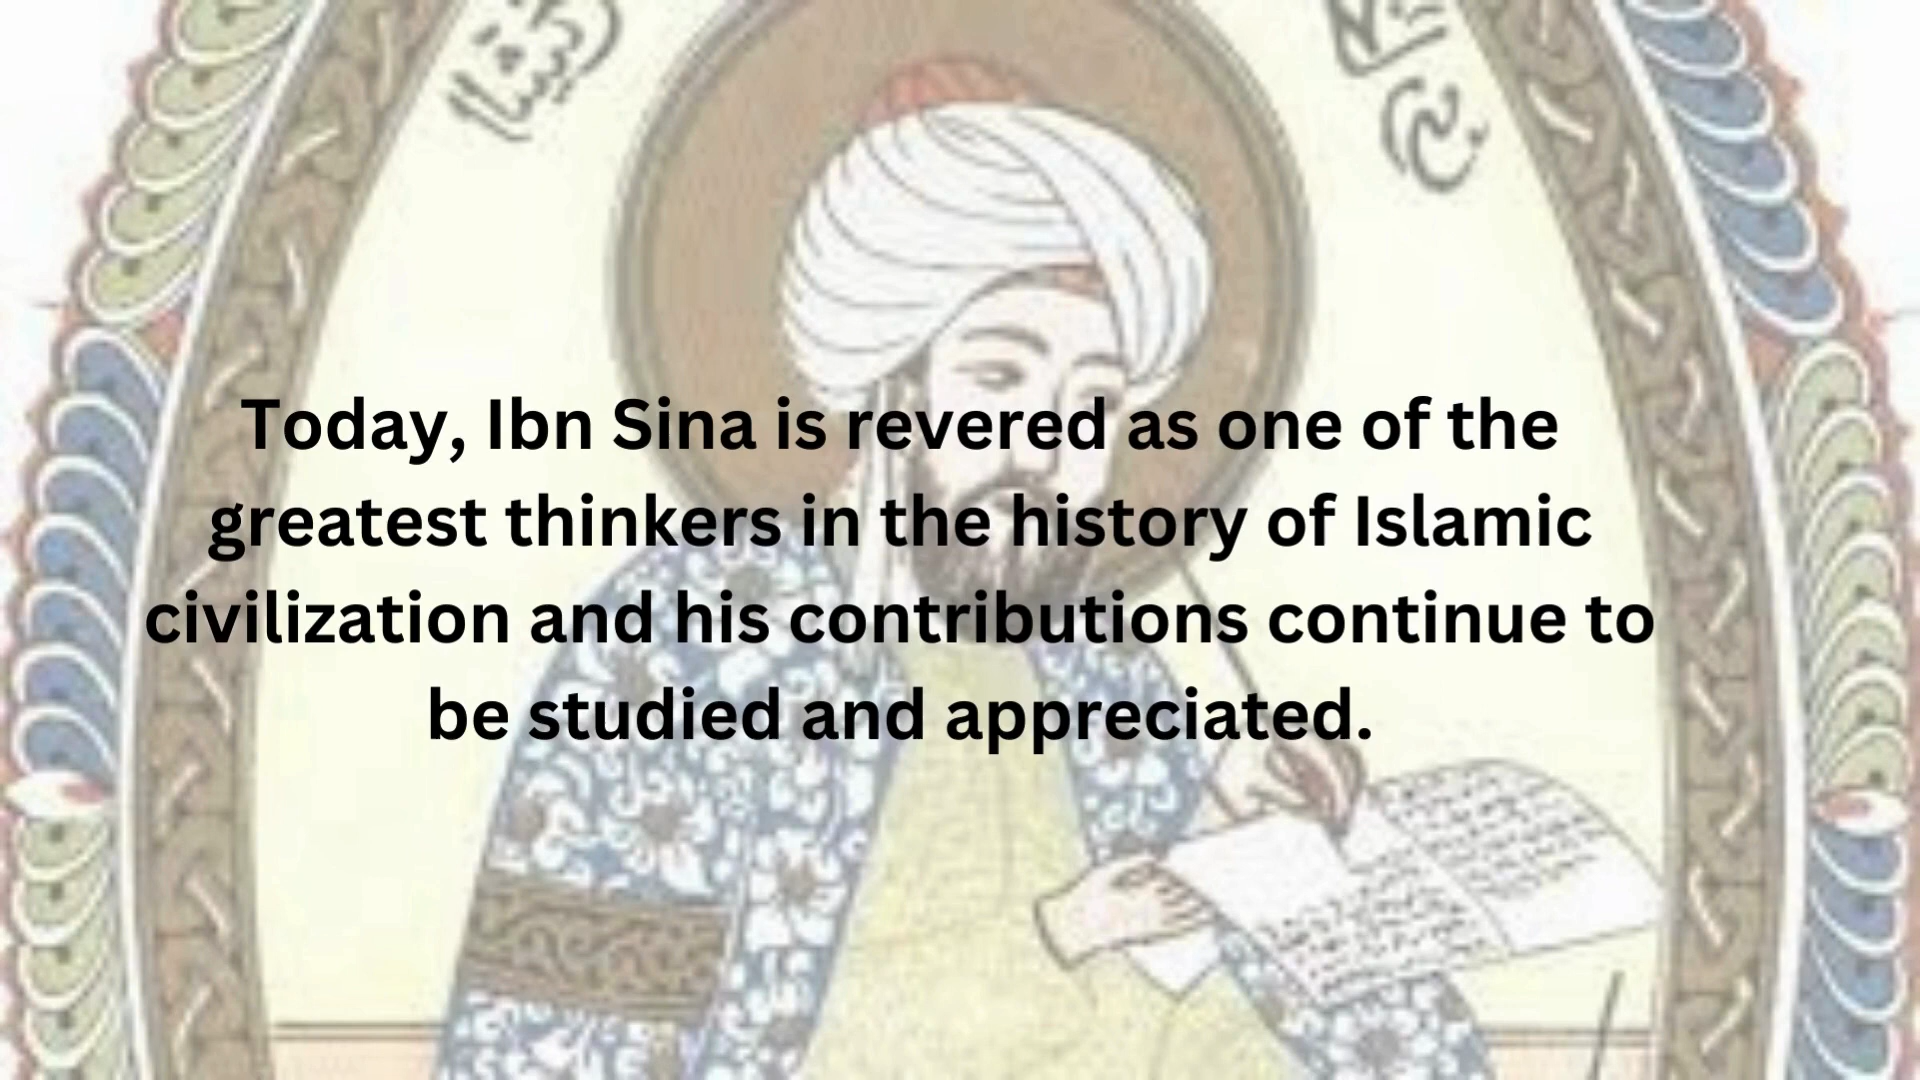 Today, Ibn Sina is revered as one of the
greatest thinkers in the history of Islamic
civilization and his contributions continue to
be studied and appreciated.